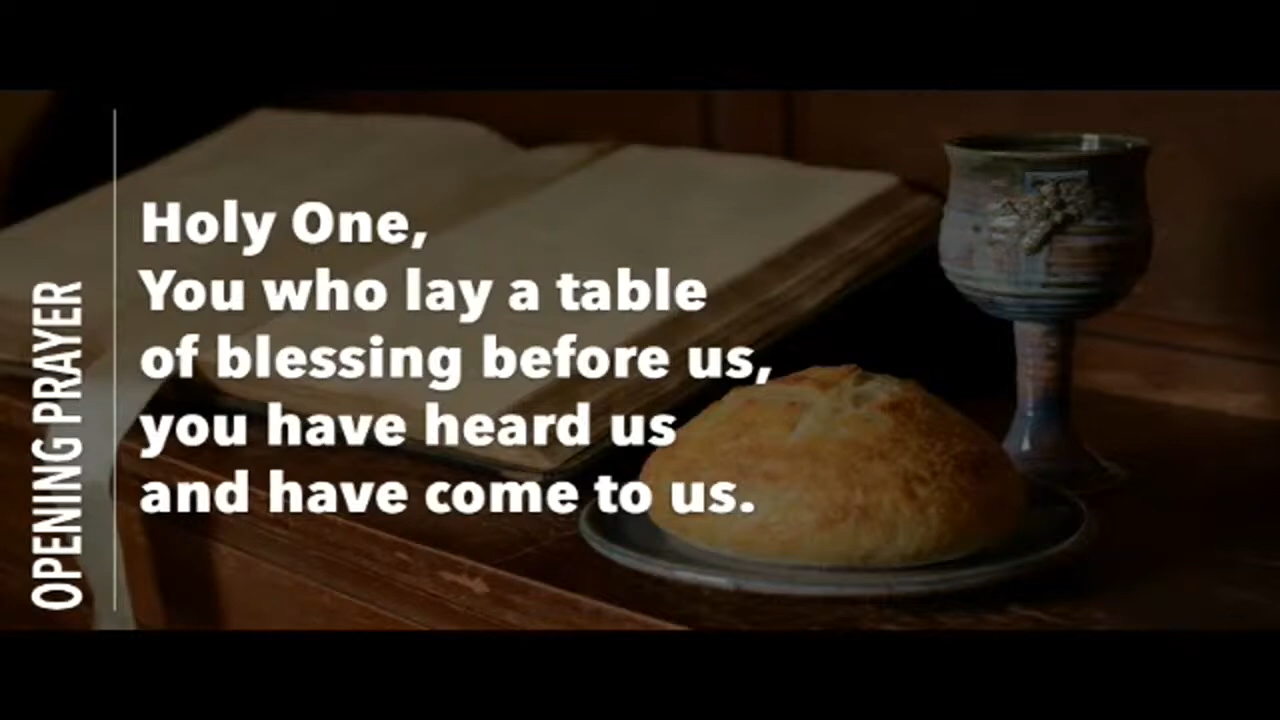 OPENING PRAYER
Holy One,
You who lay a table
of blessing before us,
you have heard us
and have come to us.